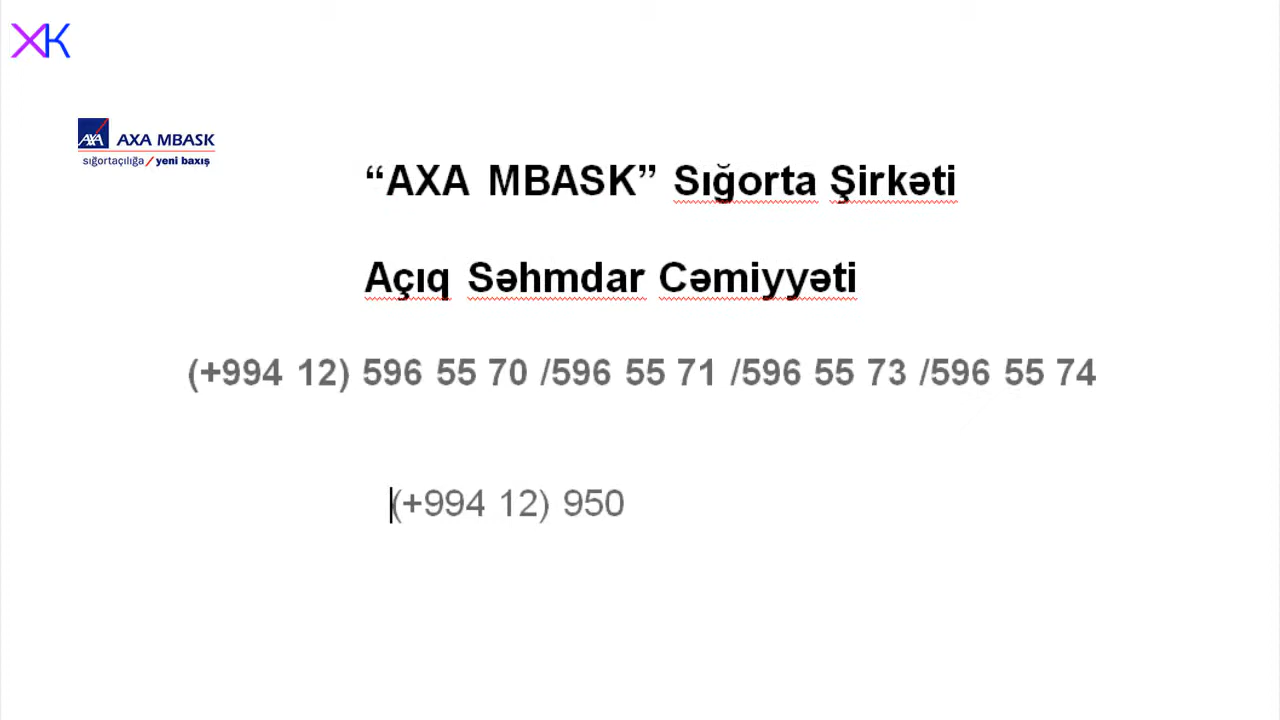 XK
AXA AXA MBASK
sığortaçılığa / yeni baxış
“AXA MBASK” Sığorta Şirkəti
Açıq Səhmdar Cəmiyyəti
(+994 12) 596 55 70 /596 55 71 /596 55 73 /596 55 74
(+994 12) 950